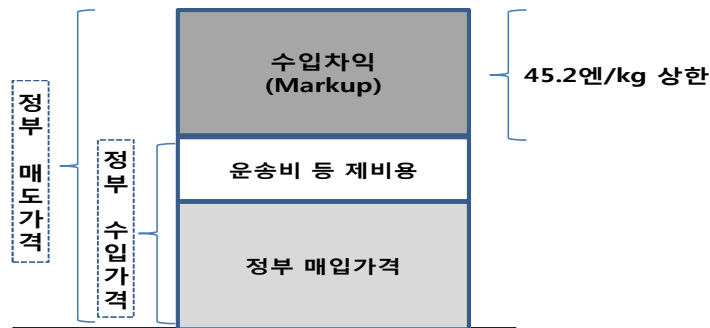 수입차익
(Markup)
45.2엔/kg 상한
정부 매도가격
정부 수입가격
운송비 등 제비용
정부 매입가격